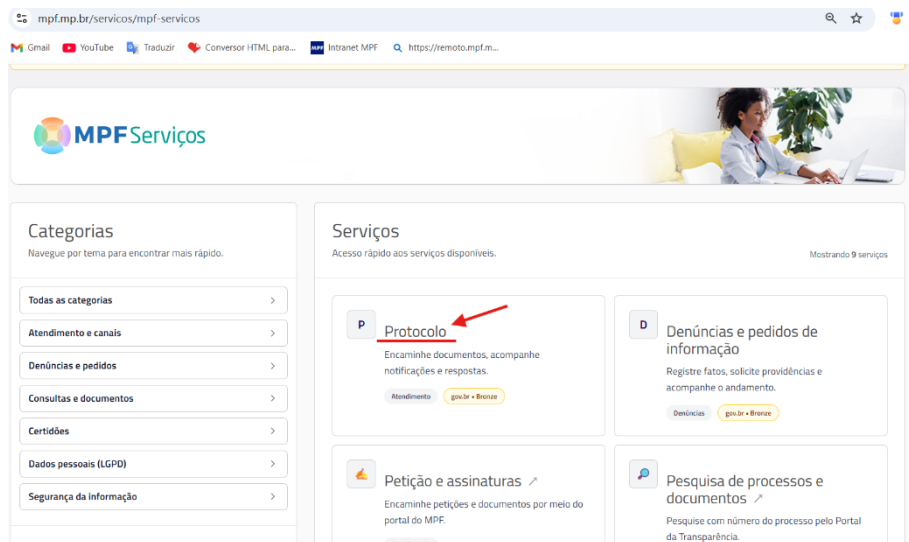 mpf.mp.br/servicos/mpf-servicos
Gmail YouTube Traduzir Conversor HTML para... MPF Intranet MPF https://remoto.mpf.m...
MPF Serviços
Categorias
Navegue por tema para encontrar mais rápido.
Todas as categorias
Atendimento e canais
Denúncias e pedidos
Consultas e documentos
Certidões
Dados pessoais (LGPD)
Segurança da informação
Serviços
Acesso rápido aos serviços disponíveis.
Mostrando 9 serviços
P
Protocolo
Encaminhe documentos, acompanhe
notificações e respostas.
Atendimento gov.br • Bronze
D
Denúncias e pedidos de
informação
Registre fatos, solicite providências e
acompanhe o andamento.
Denúncias gov.br • Bronze
Petição e assinaturas ↗
Encaminhe petições e documentos por meio do
portal do MPF.
Pesquisa de processos e
documentos ↗
Pesquise com número do processo pelo Portal
da Transparência.